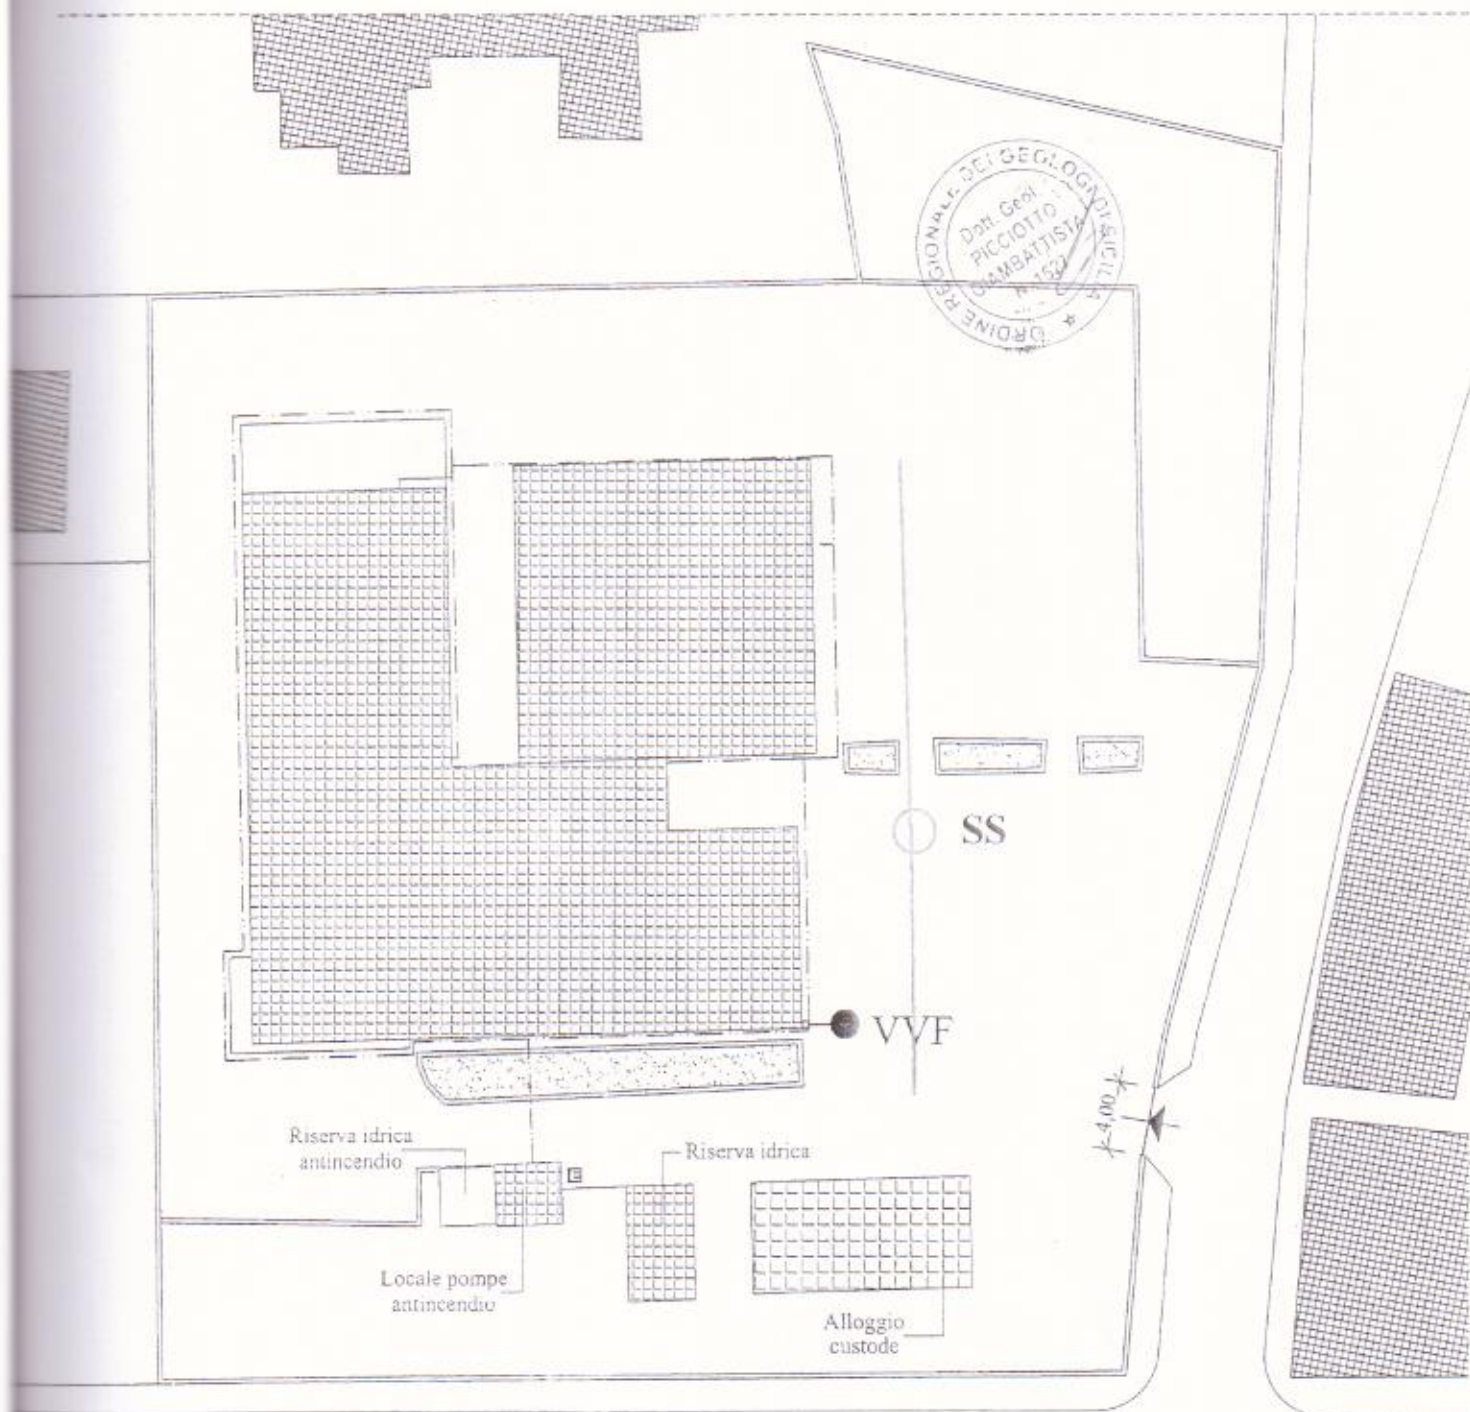 ORDINE REGIONALE DEI GEOLOGI DI SICILIA
Dott. Geol.
PICCIOTTO
GIAMBATTISTA
N° 1527
SS
VVF
4,00
Riserva idrica
antincendio
E
Riserva idrica
Locale pompe
antincendio
Alloggio
custode